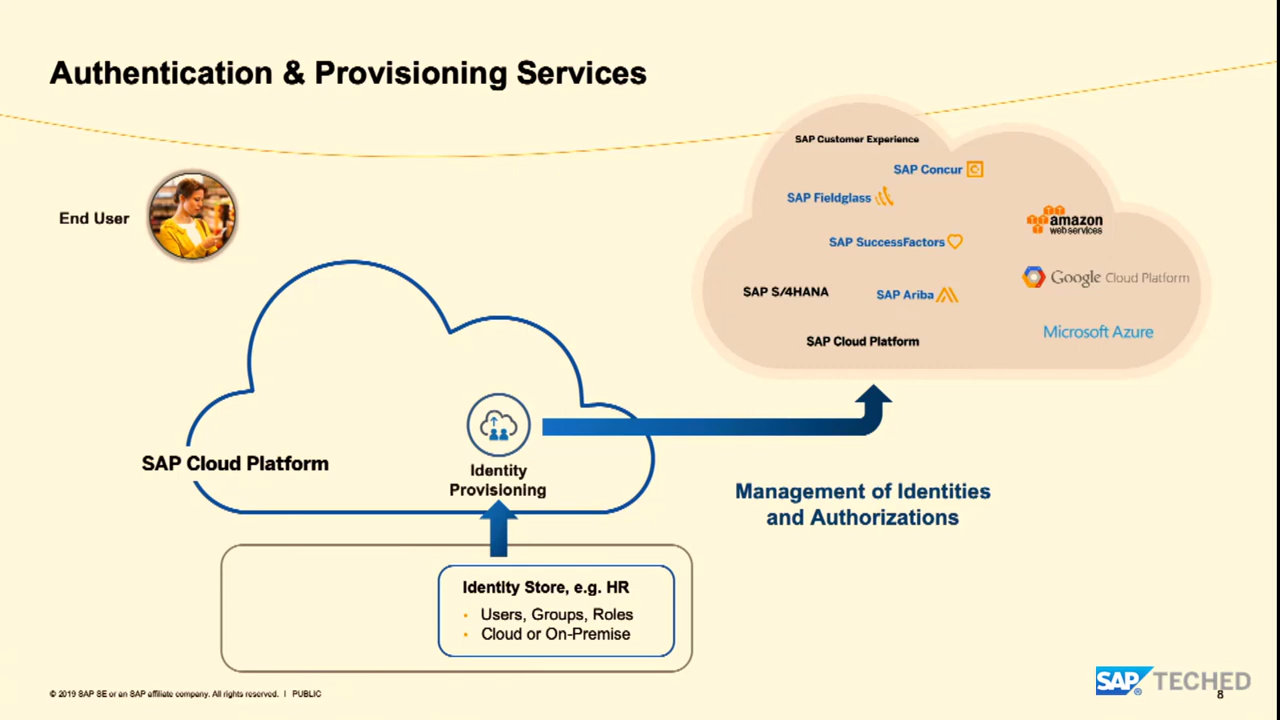 Authentication & Provisioning Services
End User
SAP Customer Experience
SAP Concur
SAP Fieldglass
SAP SuccessFactors
SAP S/4HANA
SAP Ariba
SAP Cloud Platform
amazon
webservices
Google Cloud Platform
Microsoft Azure
SAP Cloud Platform
Identity
Provisioning
Management of Identities
and Authorizations
Identity Store, e.g. HR
• Users, Groups, Roles
• Cloud or On-Premise
© 2019 SAP SE or an SAP affiliate company. All rights reserved. | PUBLIC
SAP® TECHED
8